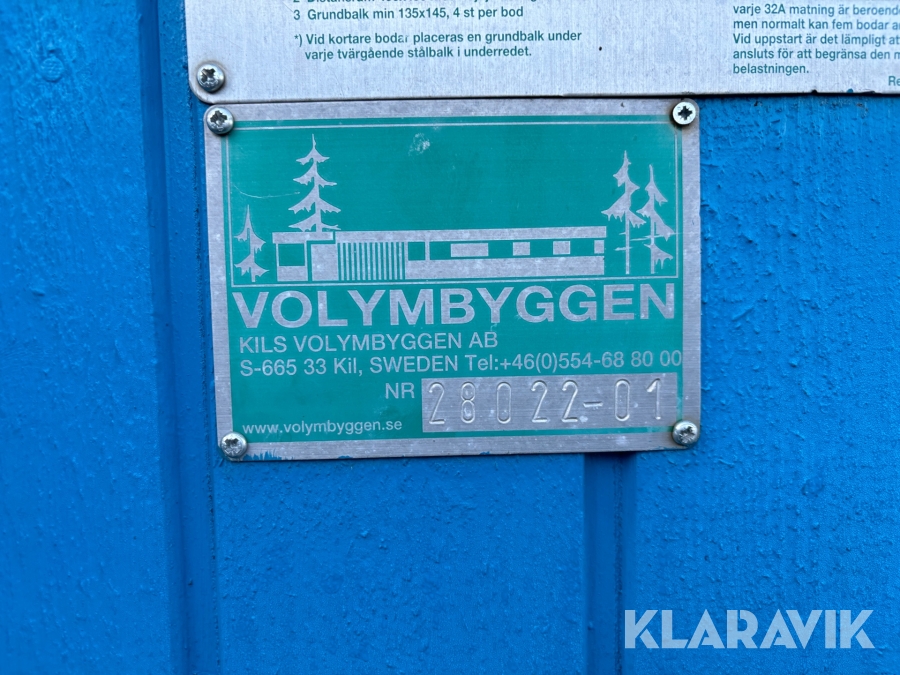 3 Grundbalk min 135x145, 4 st per bod
*) Vid kortare bodar placeras en grundbalk under
varje tvärgående stålbalk i underredet.
varje 32A matning är beroende
men normalt kan fem bodar
Vid uppstart är det lämpligt at
ansluts för att begränsa den
belastningen.
VOLYMBYGGEN
KILS VOLYMBYGGEN AB
S-665 33 Kil, SWEDEN Tel:+46(0)554-68 80 00
NR 28022-01
www.volymbyggen.se
KLARAVIK